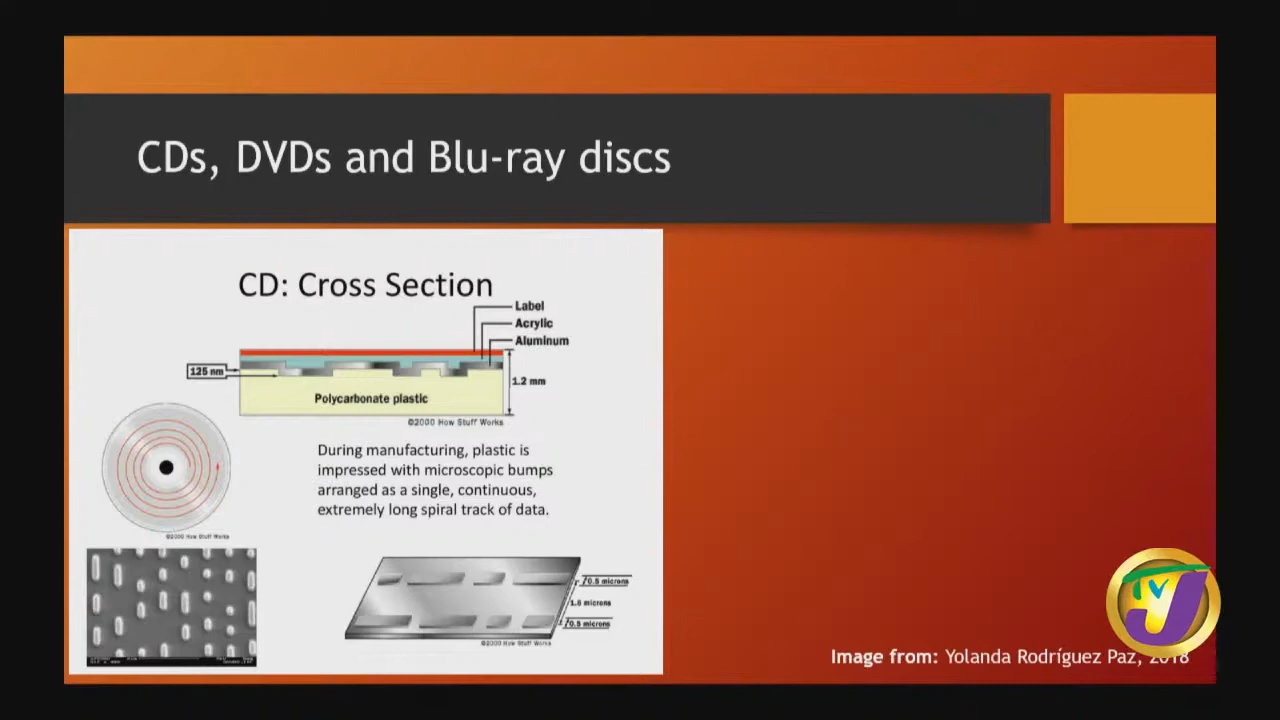 CDs, DVDs and Blu-ray discs
CD: Cross Section
Label
Acrylic
Aluminum
125 nm
1.2 mm
Polycarbonate plastic
©2000 How Stuff Works
During manufacturing, plastic is
impressed with microscopic bumps
arranged as a single, continuous,
extremely long spiral track of data.
©2000 How Stuff Works
0.5 microns
1.6 microns
0.5 microns
©2000 How Stuff Works
TVJ
Image from: Yolanda Rodríguez Paz, 2018